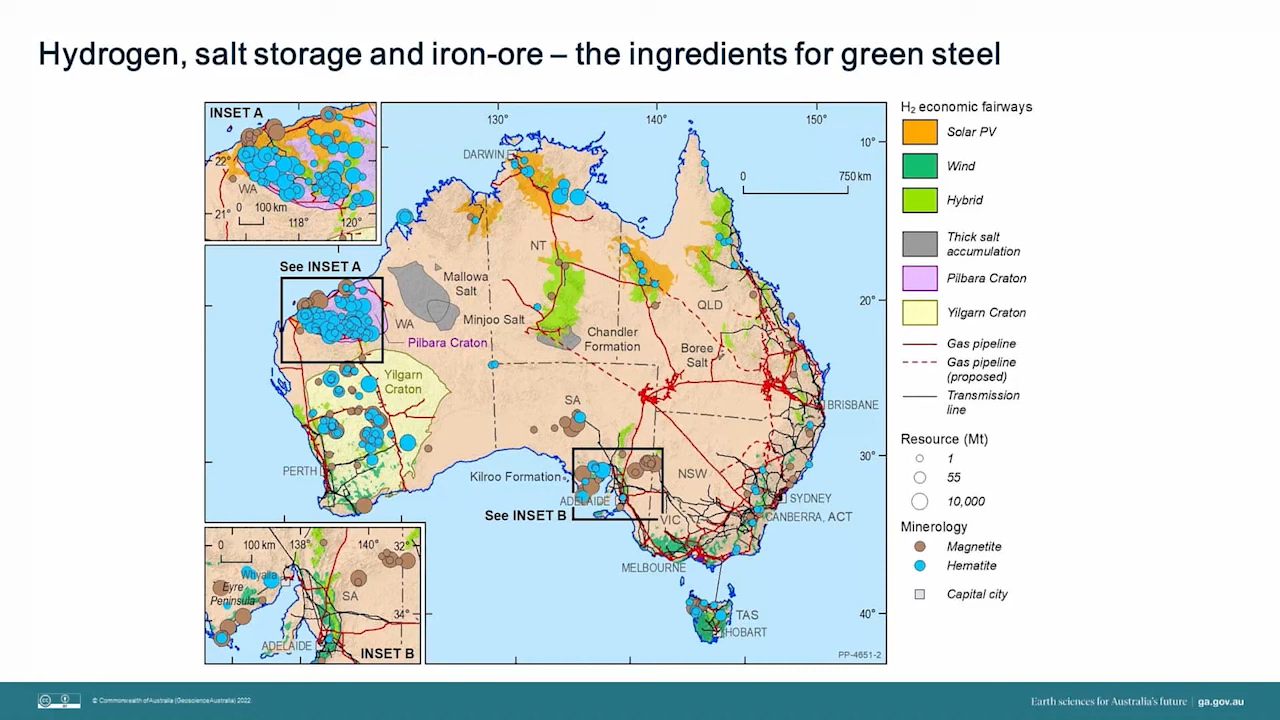 Hydrogen, salt storage and iron-ore – the ingredients for green steel
INSET A
22°
WA
0 100 km
21°
118°
120°
130°
140°
150°
10°
DARWIN
0
750 km
NT
See INSET A
Mallowa
Salt
Minjoo Salt
WA
Pilbara Craton
Chandler
Formation
QLD
20°
Boree
Salt
Yilgarn
Craton
SA
BRISBANE
30°
PERTH
Kilroo Formation
NSW
ADELAIDE
SYDNEY
See INSET B
CANBERRA, ACT
VIC
MELBOURNE
TAS
40°
HOBART
PP-4651-2
0 100 km
138°
140°
32°
Whyalla
Eyre
Peninsula
SA
34°
ADELAIDE
INSET B
H₂ economic fairways
Solar PV
Wind
Hybrid
Thick salt
accumulation
Pilbara Craton
Yilgarn Craton
Gas pipeline
Gas pipeline
(proposed)
Transmission
line
Resource (Mt)
1
55
10,000
Minerology
Magnetite
Hematite
Capital city
cc
BY
© Commonwealth of Australia (Geoscience Australia) 2022
Earth sciences for Australia's future | ga.gov.au